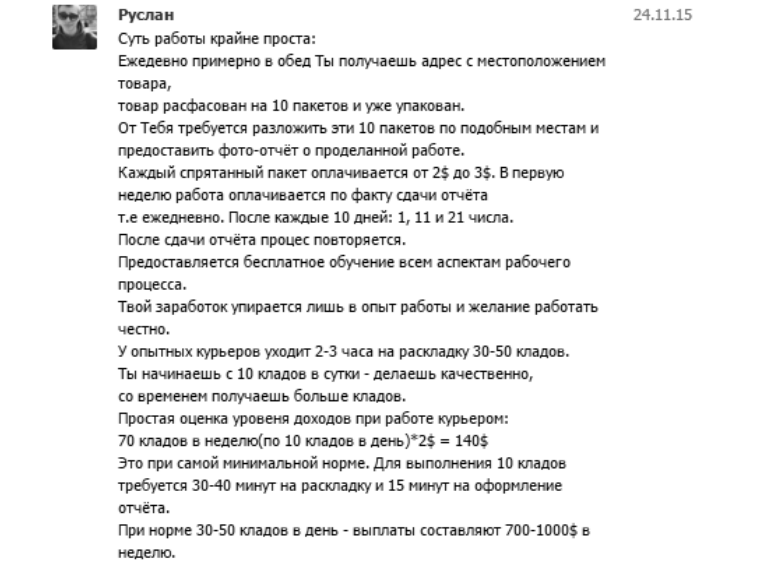 Руслан
24.11.15
Суть работы крайне проста:
Ежедевно примерно в обед Ты получаешь адрес с местоположением
товара,
товар расфасован на 10 пакетов и уже упакован.
От Тебя требуется разложить эти 10 пакетов по подобным местам и
предоставить фото-отчёт о проделанной работе.
Каждый спрятанный пакет оплачивается от 2$ до 3$. В первую
неделю работа оплачивается по факту сдачи отчёта
т.е ежедневно. После каждые 10 дней: 1, 11 и 21 числа.
После сдачи отчёта процес повторяется.
Предоставляется бесплатное обучение всем аспектам рабочего
процесса.
Твой заработок упирается лишь в опыт работы и желание работать
честно.
У опытных курьеров уходит 2-3 часа на раскладку 30-50 кладов.
Ты начинаешь с 10 кладов в сутки - делаешь качественно,
со временем получаешь больше кладов.
Простая оценка уровеня доходов при работе курьером:
70 кладов в неделю(по 10 кладов в день)*2$ = 140$
Это при самой минимальной норме. Для выполнения 10 кладов
требуется 30-40 минут на раскладку и 15 минут на оформление
отчёта.
При норме 30-50 кладов в день - выплаты составляют 700-1000$ в
неделю.